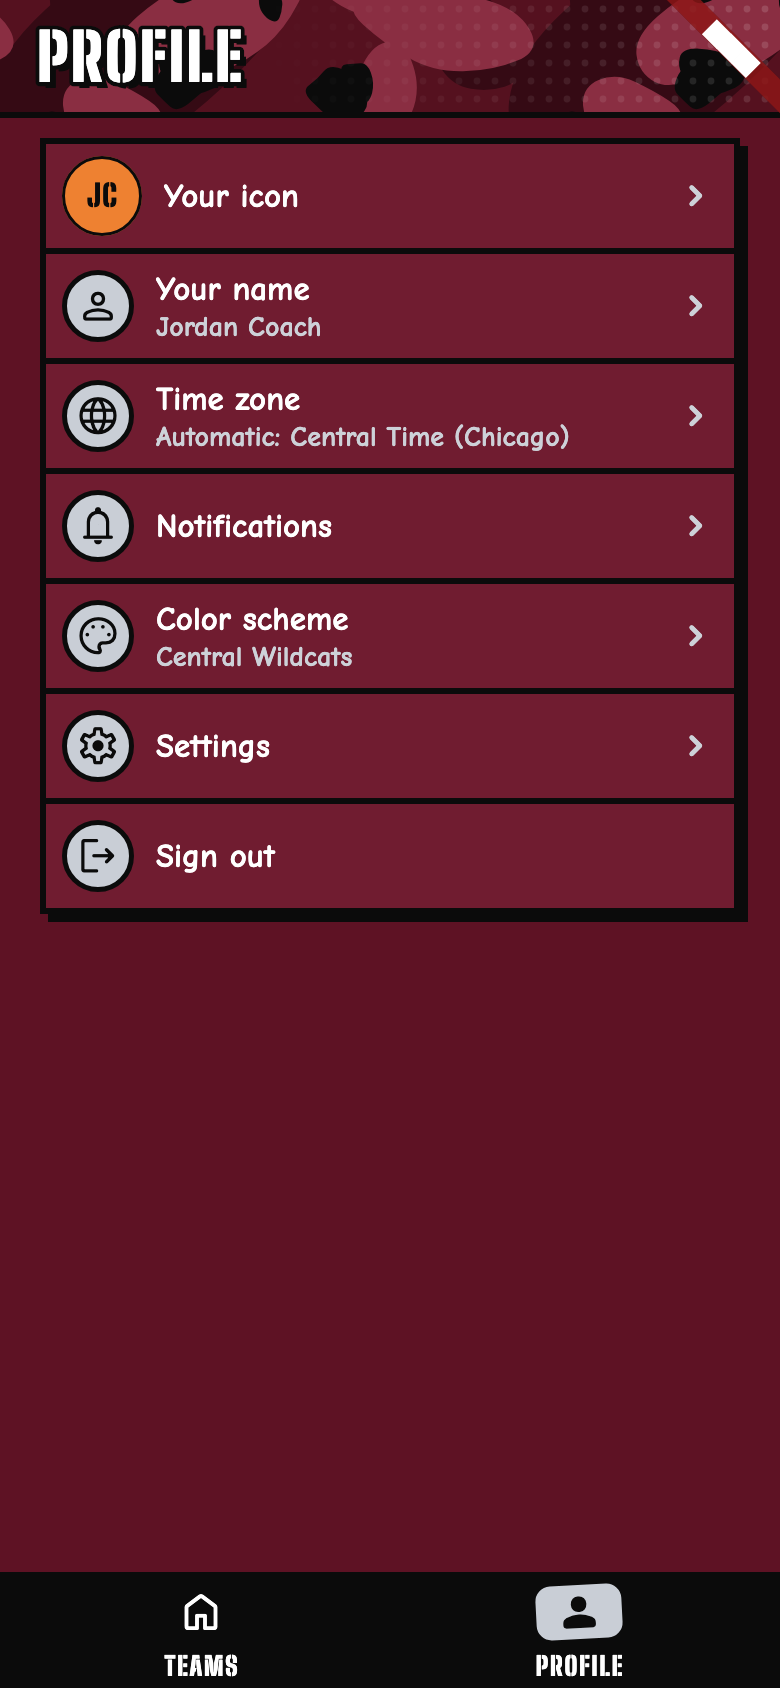 PROFILE
JC
Your icon
Your name
Jordan Coach
Time zone
Automatic: Central Time (Chicago)
Notifications
Color scheme
Central Wildcats
Settings
Sign out
TEAMS
PROFILE